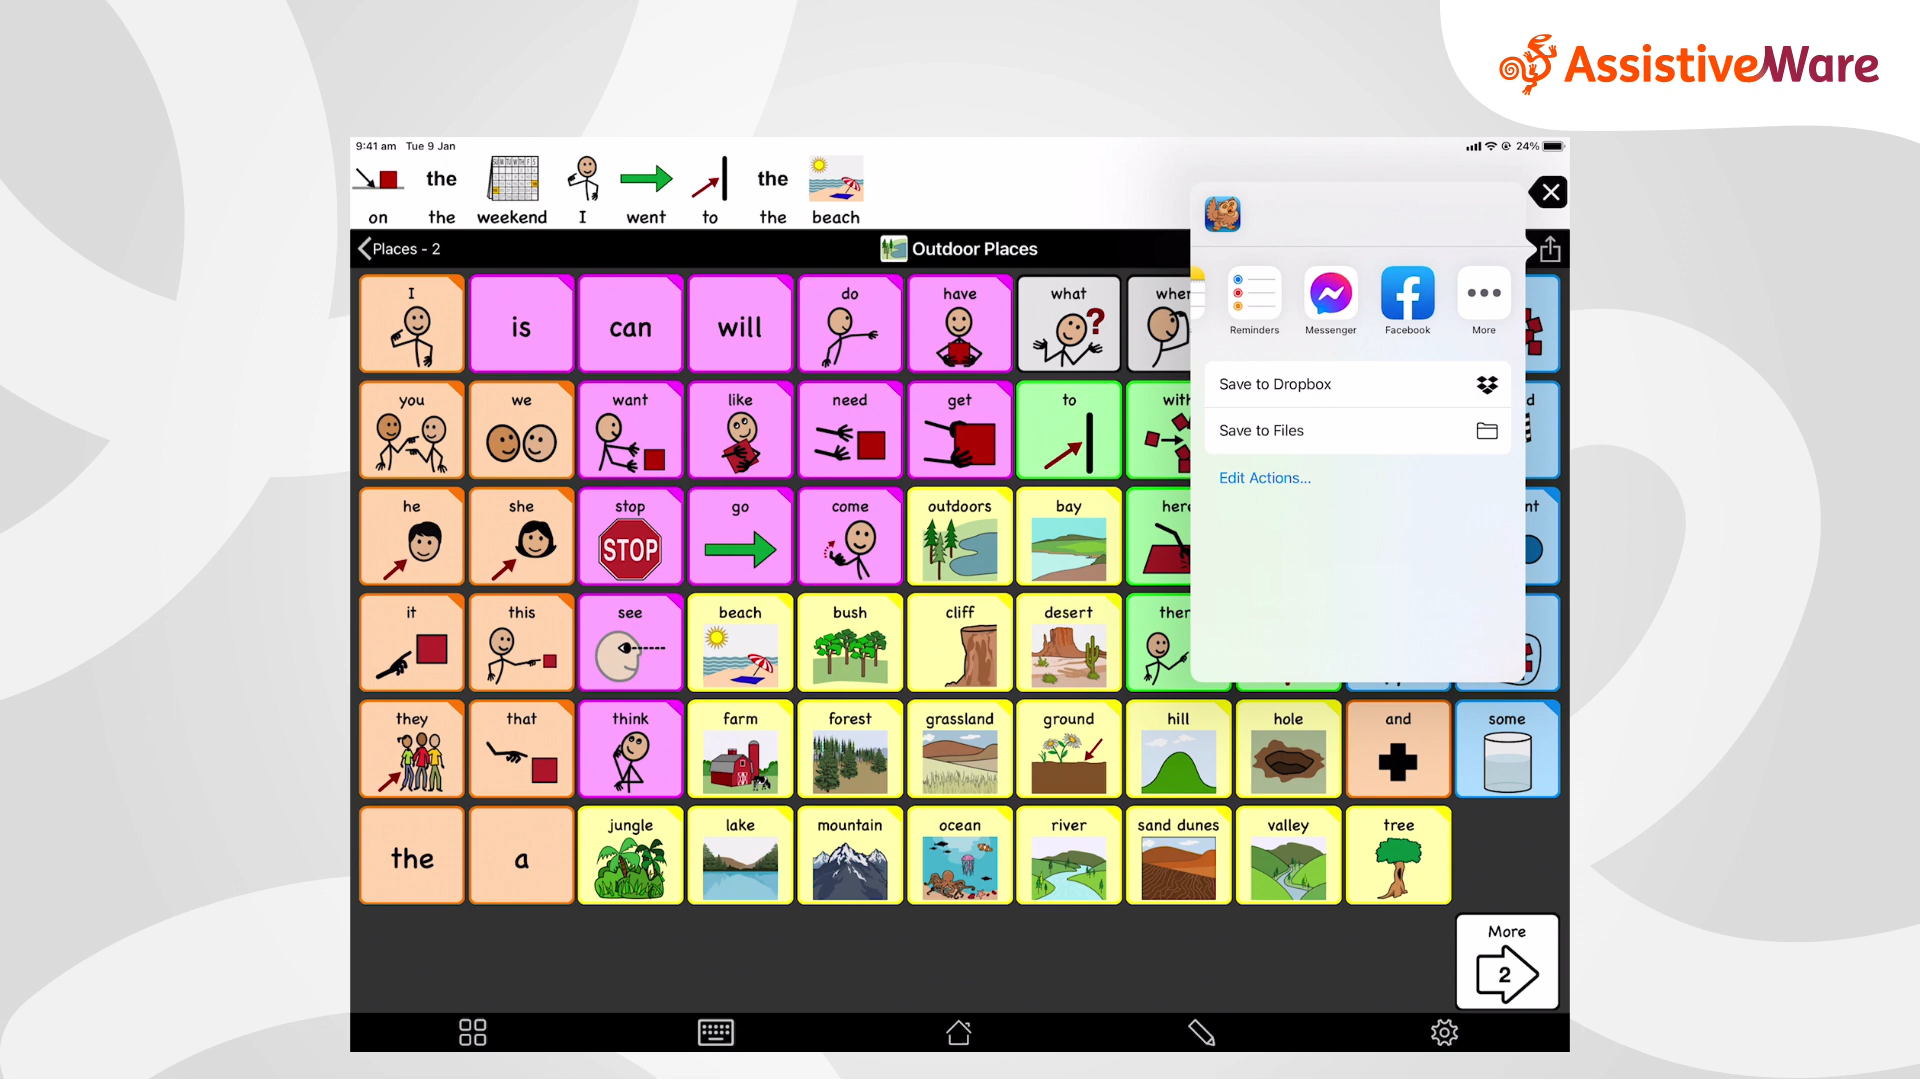 AssistiveWare
9:41 am Tue 9 Jan
24%
the the
on the weekend I went to the beach
Places - 2
Outdoor Places
I is can will do have what
you we want like need get to
he she stop go come outdoors bay
STOP
it this see beach bush cliff desert
they that think farm forest grassland ground hill hole and some
the a jungle lake mountain ocean river sand dunes valley tree
More
2
Reminders Messenger Facebook More
Save to Dropbox
Save to Files
Edit Actions...